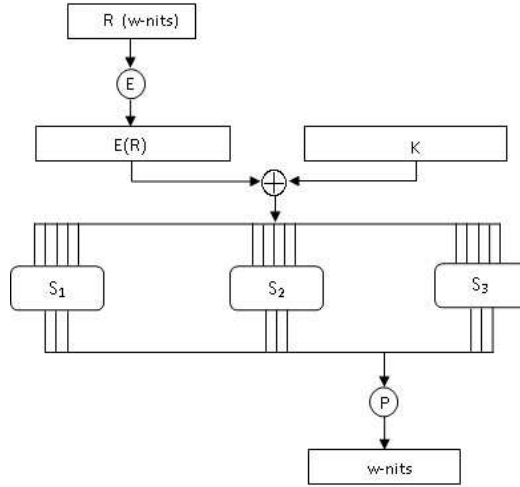 R (w-nits)
E
E(R)
K
S1
S2
S3
P
w-nits